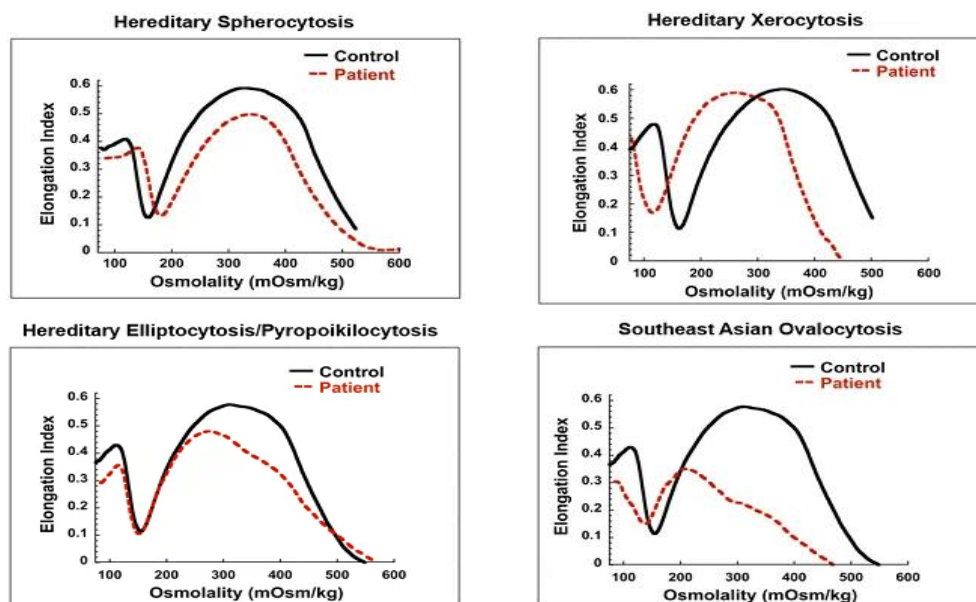 Hereditary Spherocytosis
Control
Patient
Elongation Index
0.6
0.5
0.4
0.3
0.2
0.1
0
100 200 300 400 500 600
Osmolality (mOsm/kg)
Hereditary Xerocytosis
Control
Patient
Elongation Index
0.6
0.5
0.4
0.3
0.2
0.1
0
100 200 300 400 500 600
Osmolality (mOsm/kg)
Hereditary Elliptocytosis/Pyropoikilocytosis
Control
Patient
Elongation Index
0.6
0.5
0.4
0.3
0.2
0.1
0
100 200 300 400 500 600
Osmolality (mOsm/kg)
Southeast Asian Ovalocytosis
Control
Patient
Elongation Index
0.6
0.5
0.4
0.3
0.2
0.1
0
100 200 300 400 500 600
Osmolality (mOsm/kg)